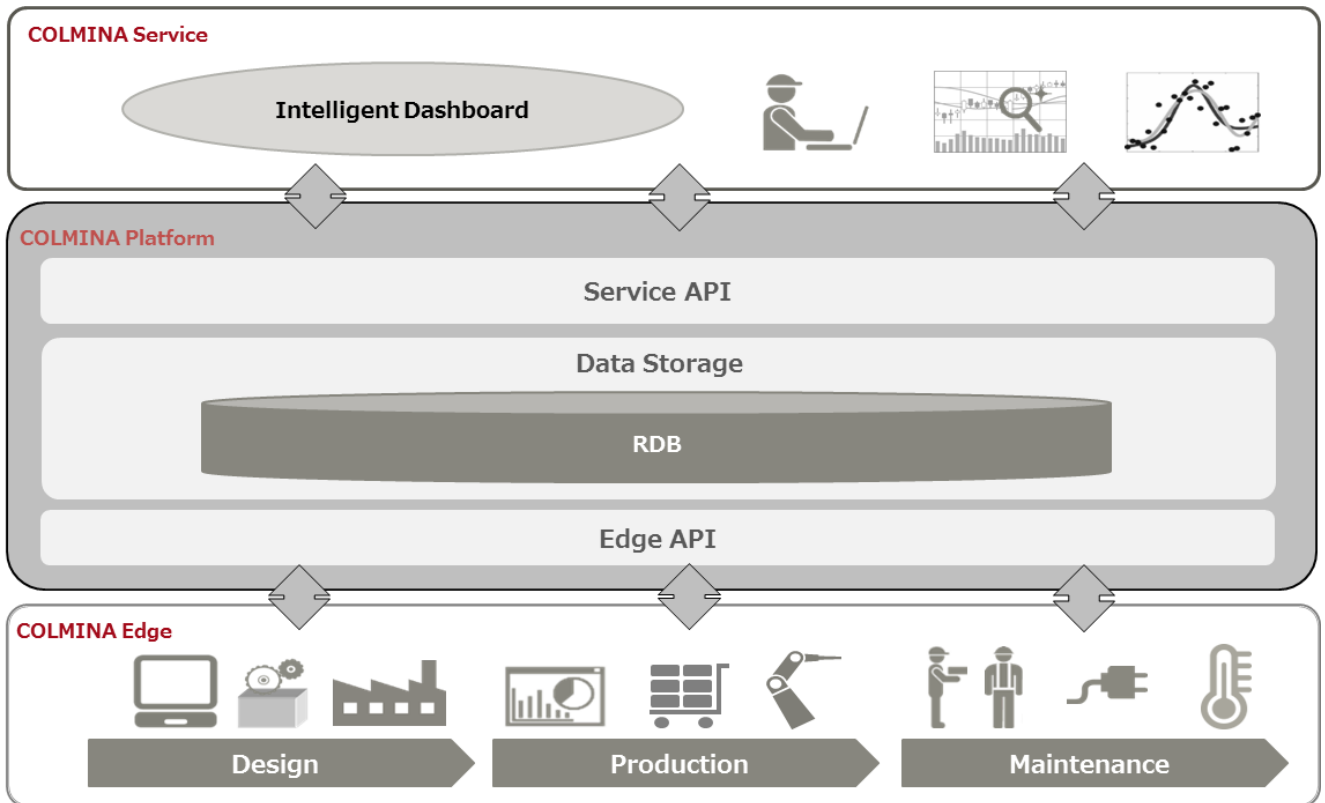 COLMINA Service
Intelligent Dashboard
COLMINA Platform
Service API
Data Storage
RDB
Edge API
COLMINA Edge
Design
Production
Maintenance